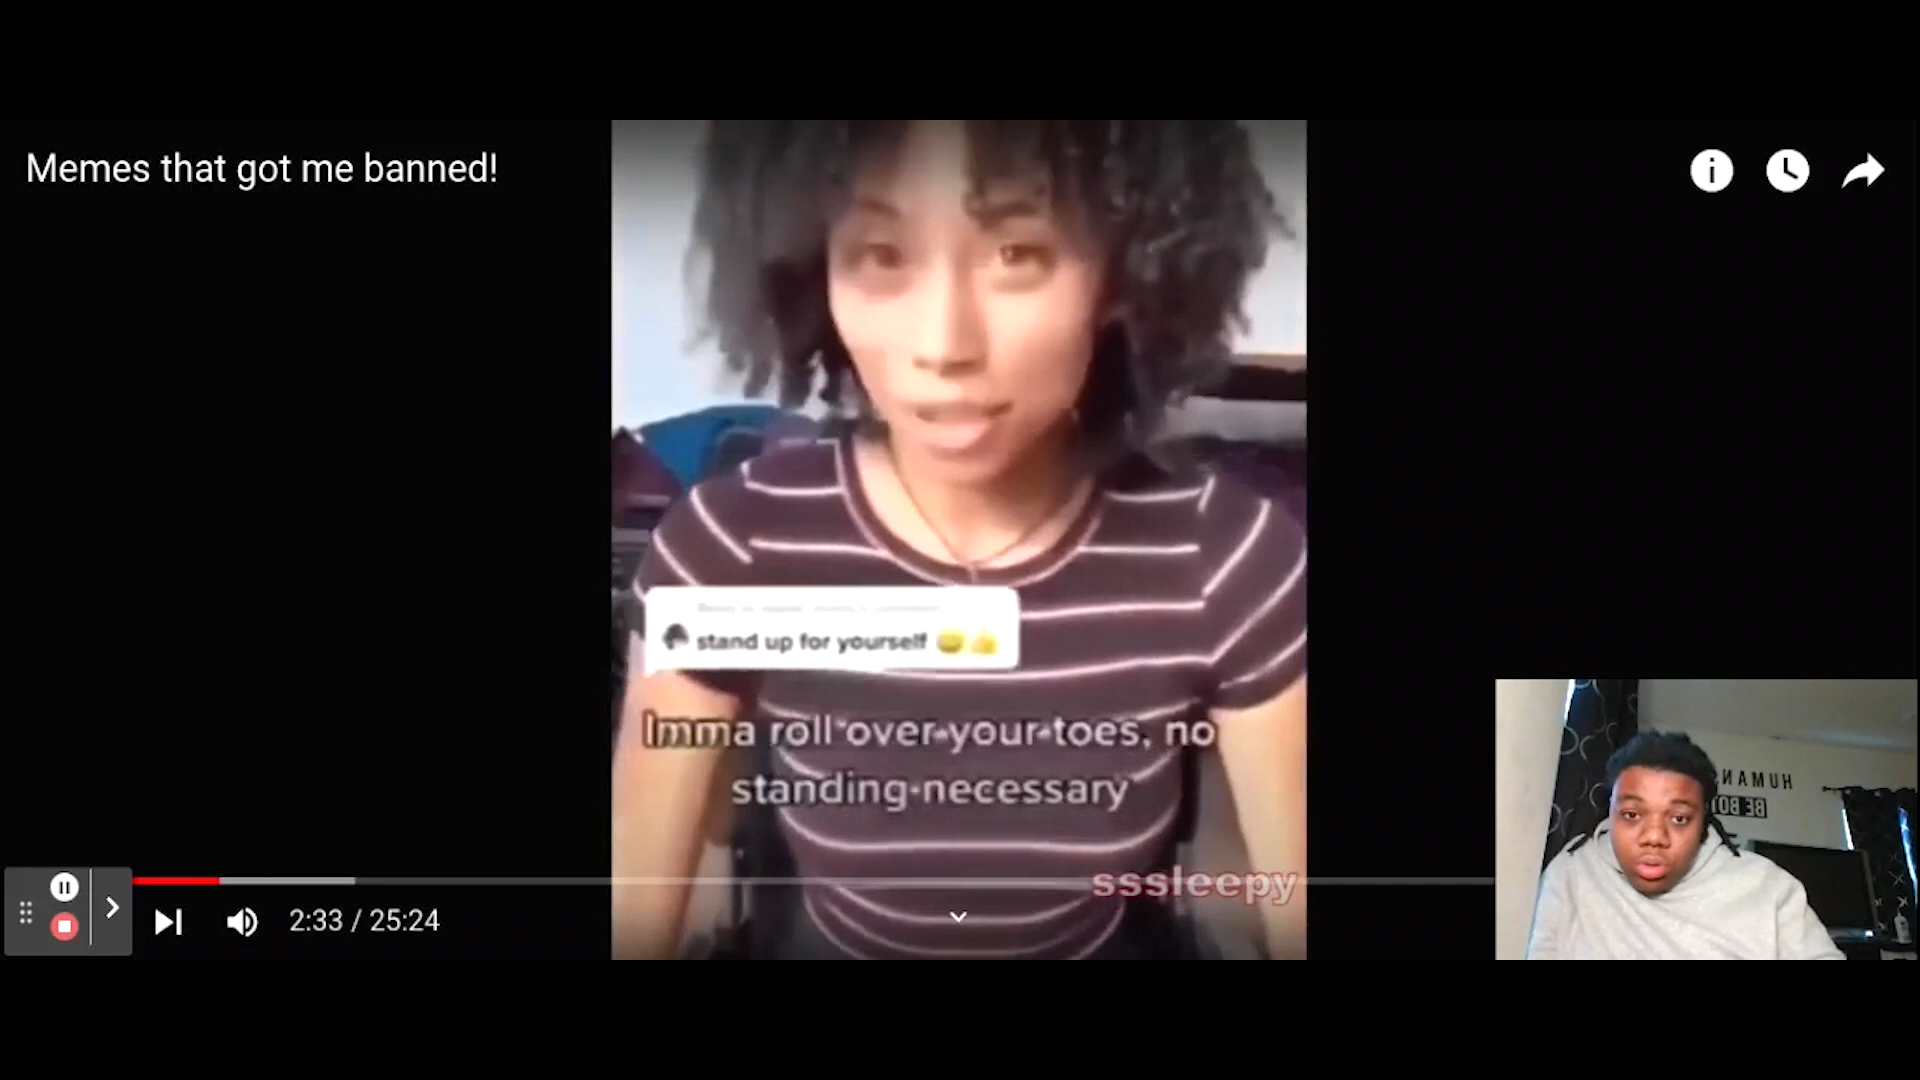 Memes that got me banned!
stand up for yourself 😄👍
Imma roll over your toes, no
standing necessary
sssleepy
2:33 / 25:24
HUMAN